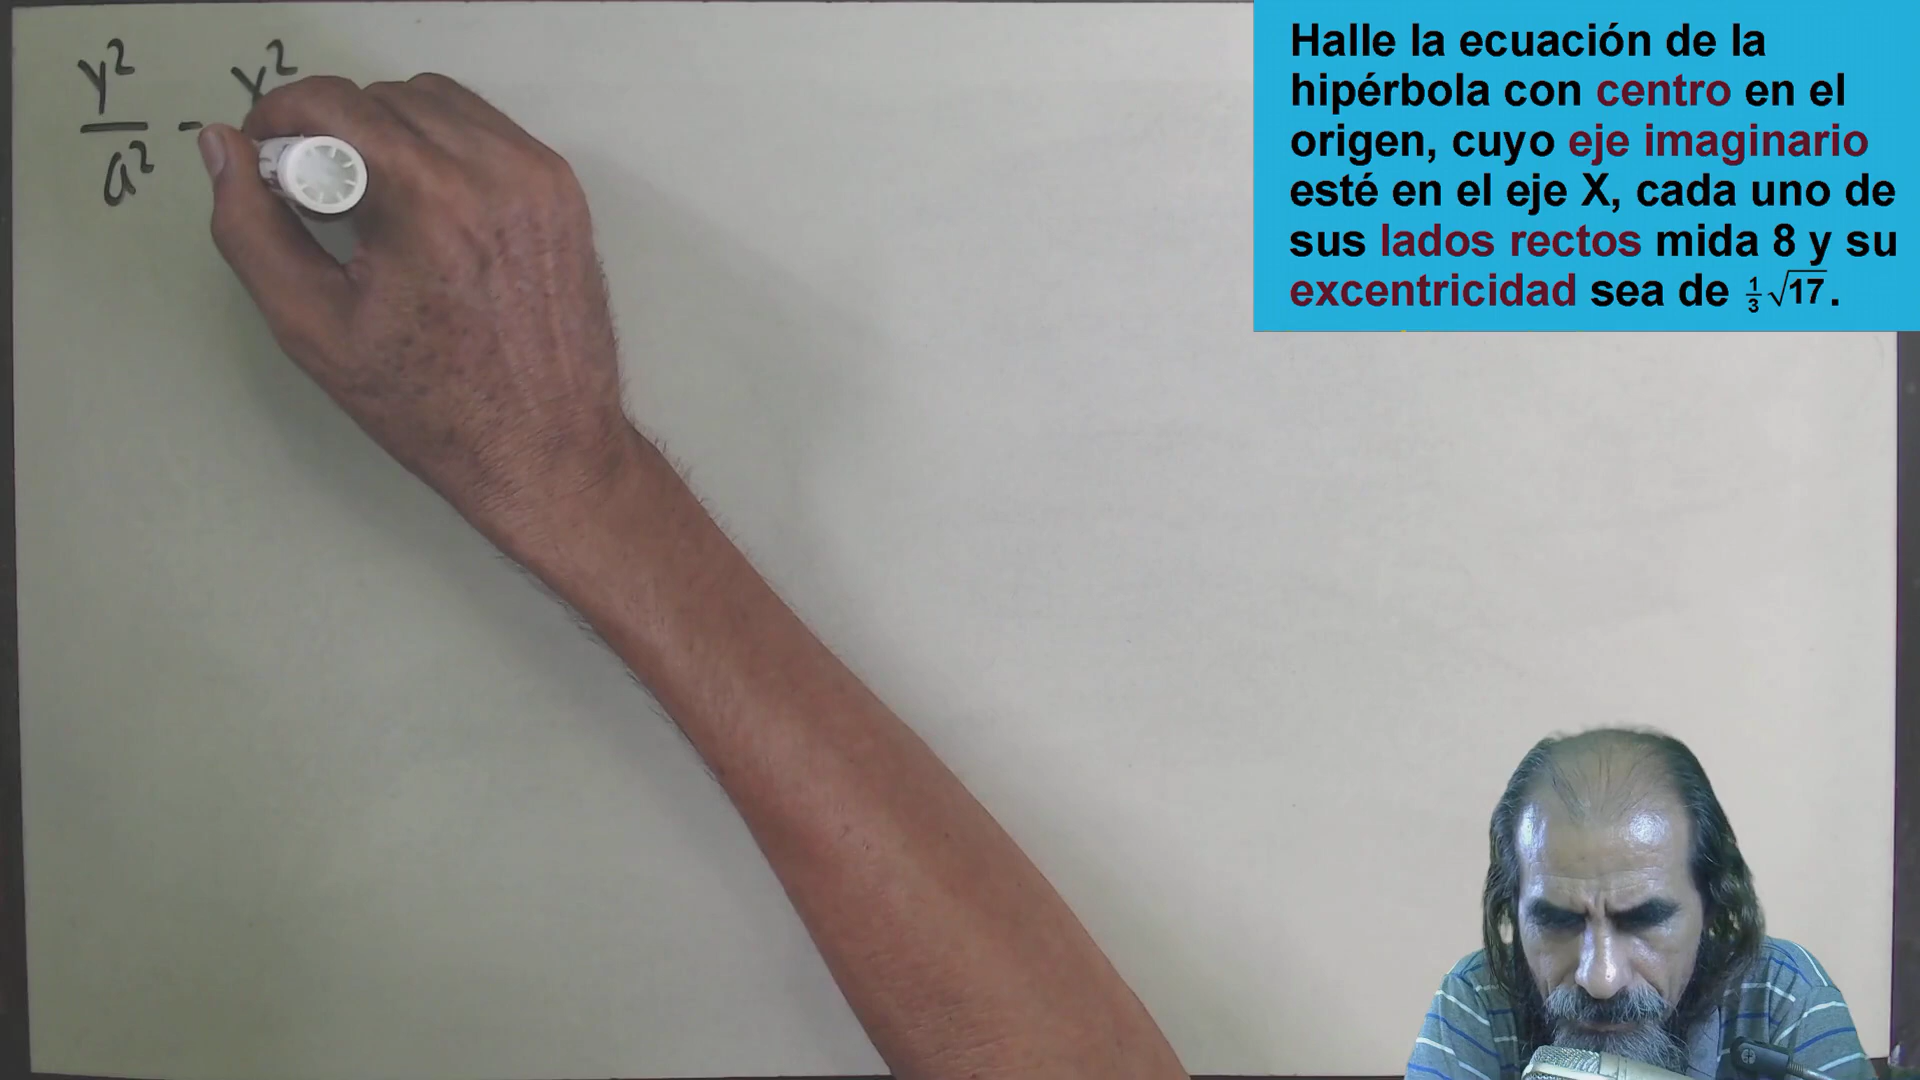 y² x²
— -
a²
Halle la ecuación de la
hipérbola con centro en el
origen, cuyo eje imaginario
esté en el eje X, cada uno de
sus lados rectos mida 8 y su
excentricidad sea de ⅓√17.